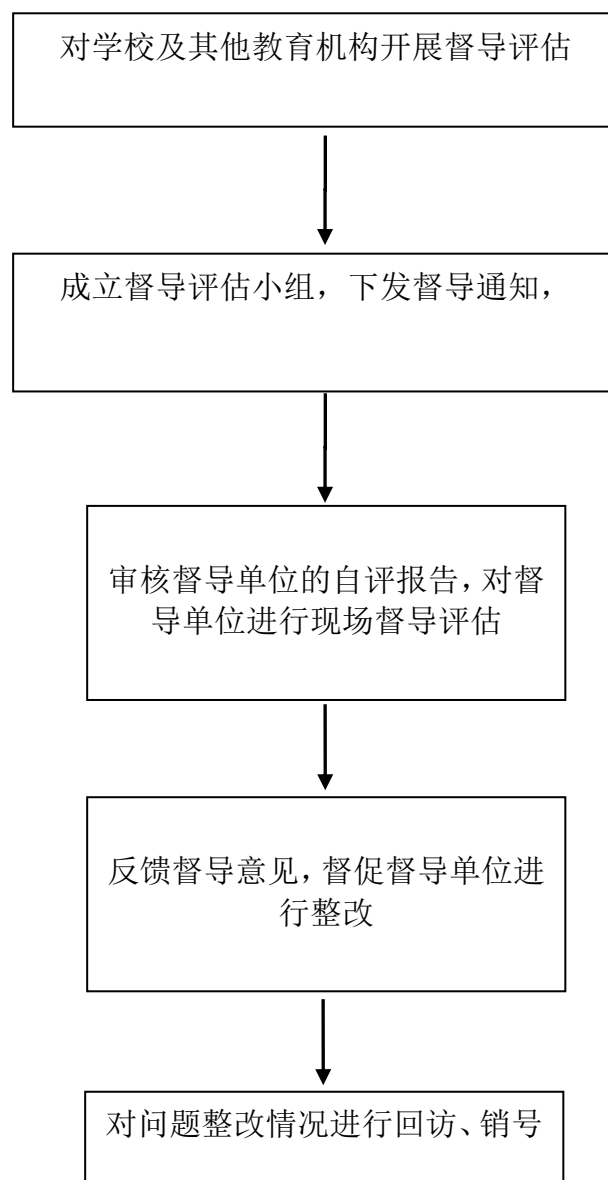 对学校及其他教育机构开展督导评估
成立督导评估小组，下发督导通知，
审核督导单位的自评报告，对督
导单位进行现场督导评估
反馈督导意见，督促督导单位进
行整改
对问题整改情况进行回访、销号